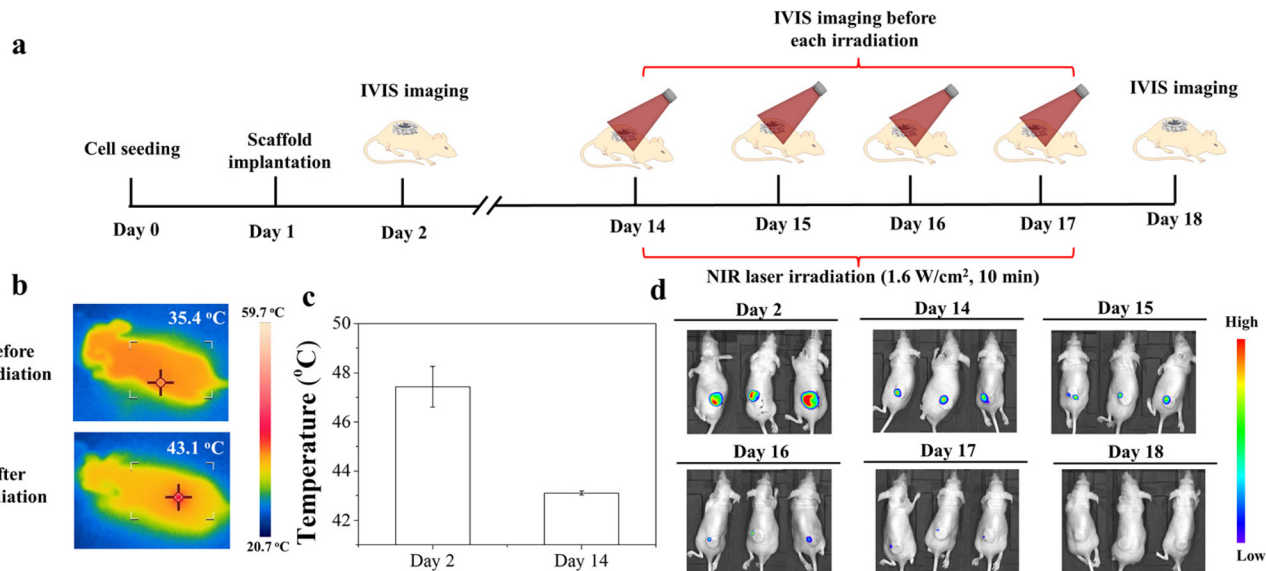 a
IVIS imaging before
each irradiation
IVIS imaging
IVIS imaging
Cell seeding
Scaffold
implantation
Day 0
Day 1
Day 2
Day 14
Day 15
Day 16
Day 17
Day 18
NIR laser irradiation (1.6 W/cm², 10 min)
b
35.4 °C
59.7 °C
diation
43.1 °C
diation
20.7 °C
c
Temperature (°C)
50
48
46
44
42
Day 2
Day 14
d
Day 2
Day 14
Day 15
High
Day 16
Day 17
Day 18
Low